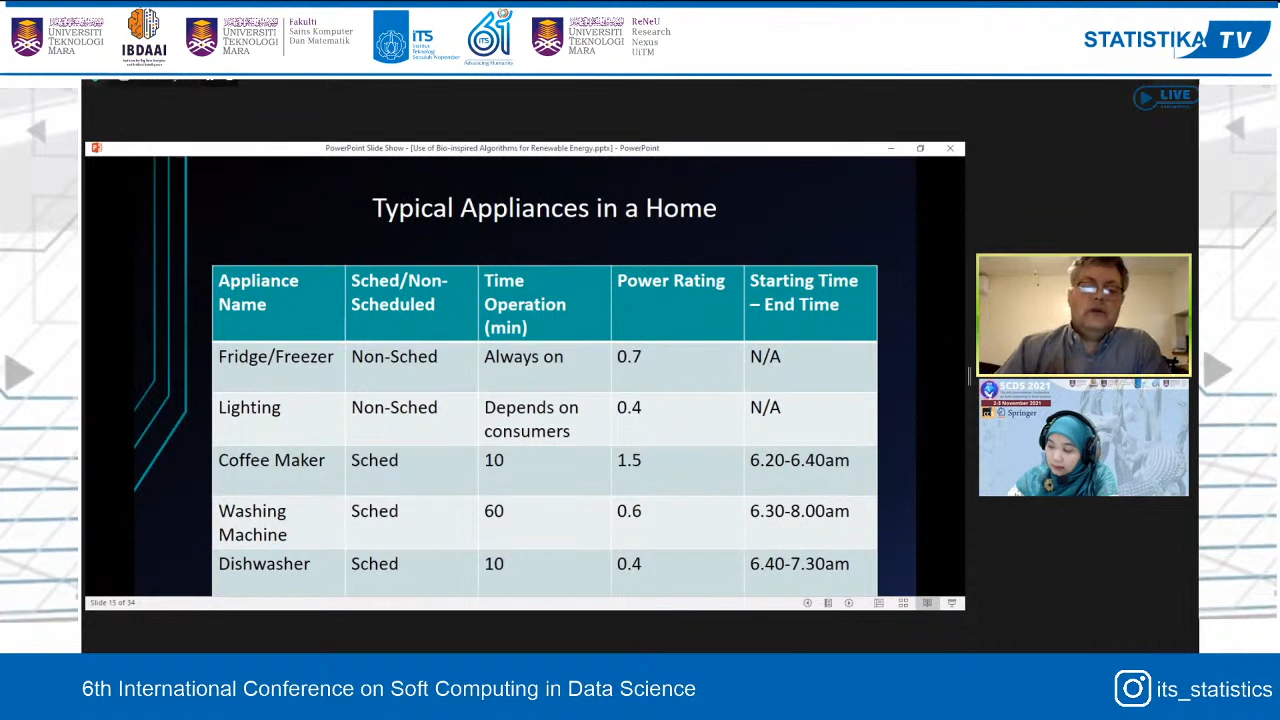 UNIVERSITI
TEKNOLOGI
MARA
IBDAAI
UNIVERSITI
TEKNOLOGI
MARA
Fakulti
Sains Komputer
Dan Matematik
ITS
Institut
Teknologi
Sepuluh Nopember
ITS
Advancing Humanity
UNIVERSITI
TEKNOLOGI
MARA
ReNeU
Research
Nexus
UiTM
STATISTIKA TV
LIVE
PowerPoint Slide Show - [Use of Bio-inspired Algorithms for Renewable Energy.pptx] - PowerPoint
Typical Appliances in a Home
Appliance Name
Sched/Non-Scheduled
Time Operation (min)
Power Rating
Starting Time – End Time
Fridge/Freezer Non-Sched Always on 0.7 N/A
Lighting Non-Sched Depends on consumers 0.4 N/A
Coffee Maker Sched 10 1.5 6.20-6.40am
Washing Machine Sched 60 0.6 6.30-8.00am
Dishwasher Sched 10 0.4 6.40-7.30am
Slide 15 of 34
SCDS 2021
2-3 November 2021
Springer
6th International Conference on Soft Computing in Data Science
its_statistics